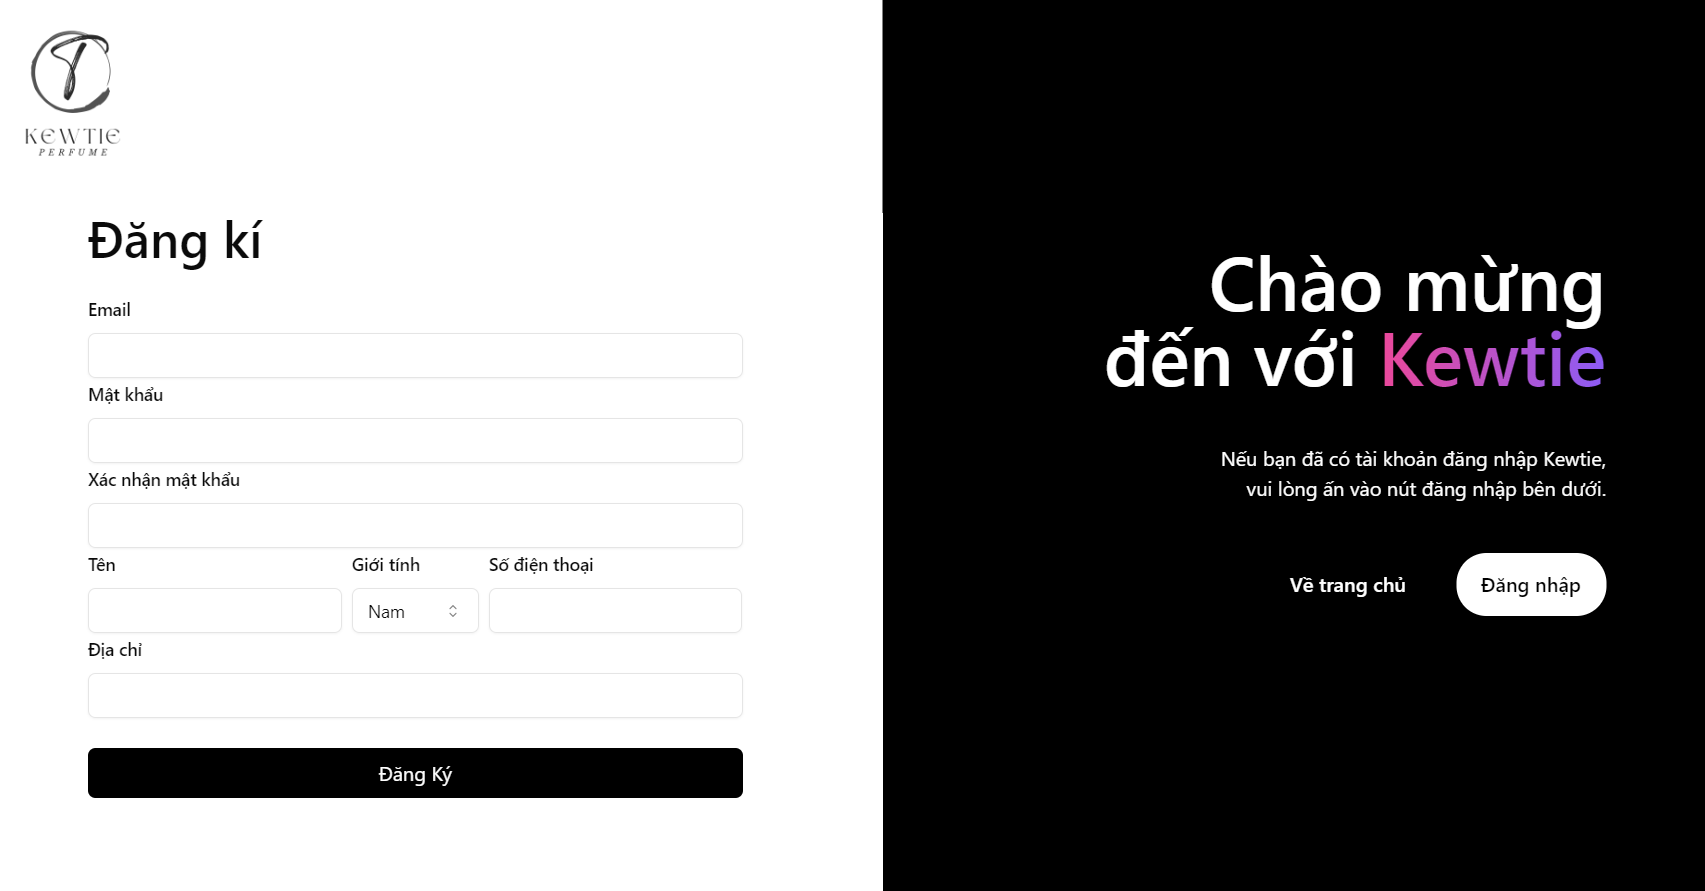 KEWTIE
PERFUME
Đăng kí
Email
Mật khẩu
Xác nhận mật khẩu
Tên Giới tính Số điện thoại
Nam
Địa chỉ
Đăng Ký
Chào mừng
đến với Kewtie
Nếu bạn đã có tài khoản đăng nhập Kewtie,
vui lòng ấn vào nút đăng nhập bên dưới.
Về trang chủ Đăng nhập